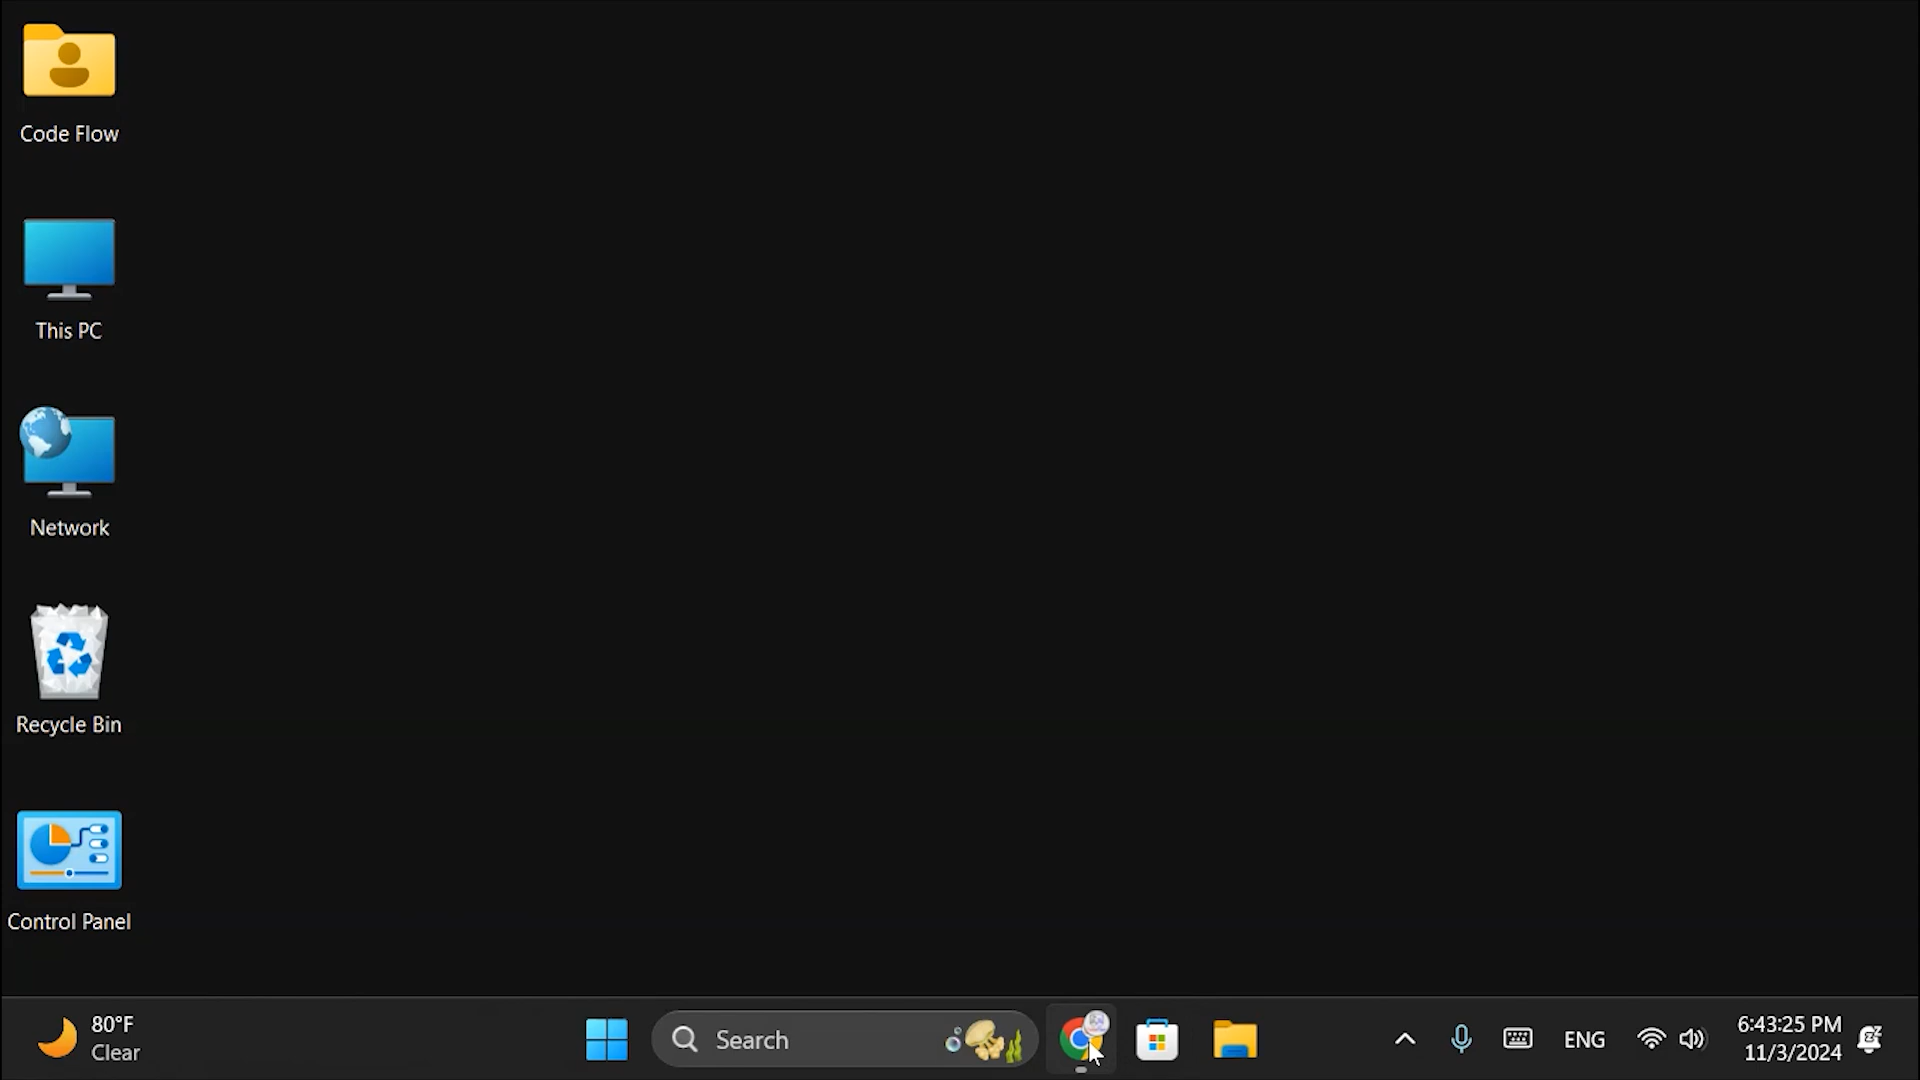 Code Flow
This PC
Network
Recycle Bin
Control Panel
80°F
Clear
Search
ENG
6:43:25 PM
11/3/2024